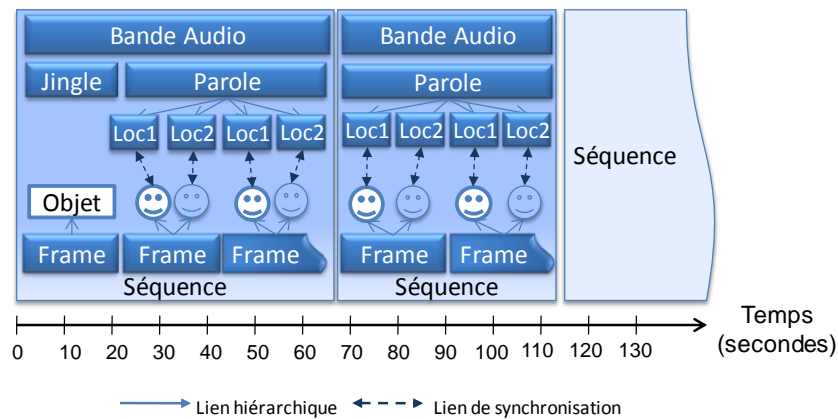 Bande Audio
Bande Audio
Jingle
Parole
Parole
Loc1
Loc2
Loc1
Loc2
Loc1
Loc2
Loc1
Loc2
Séquence
Objet
Frame
Frame
Frame
Frame
Frame
Séquence
Séquence
Temps
(secondes)
0 10 20 30 40 50 60 70 80 90 100 110 120 130
Lien hiérarchique
Lien de synchronisation